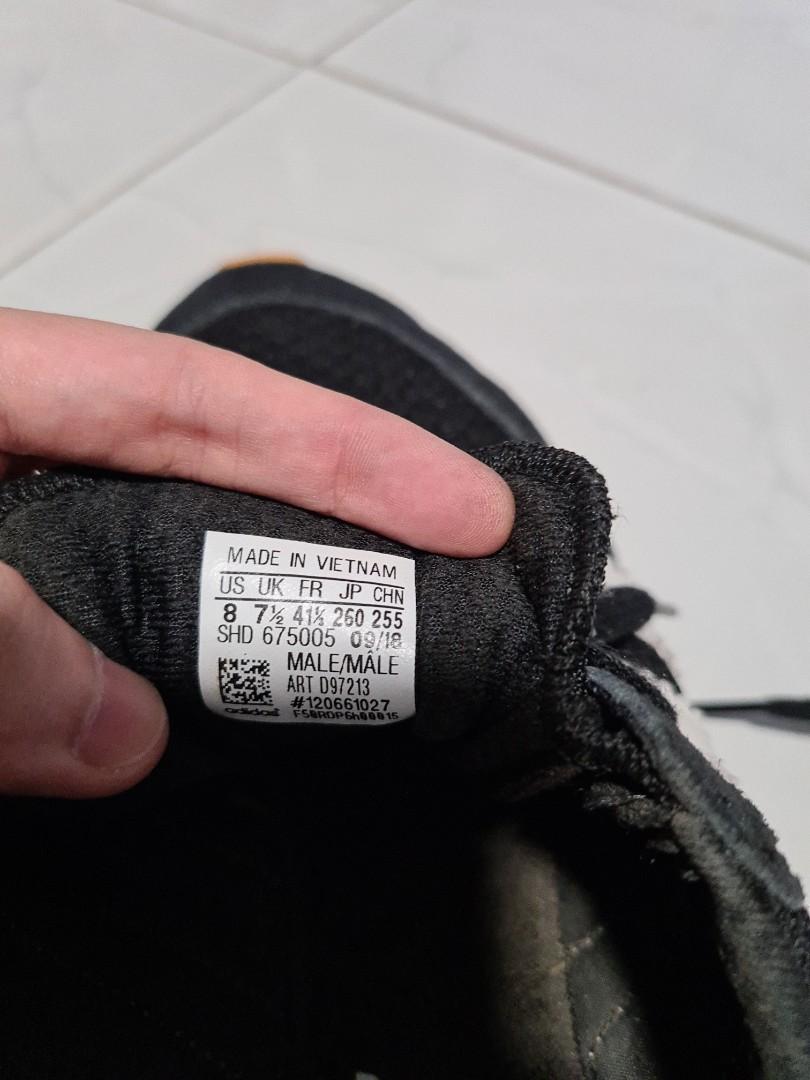 MADE IN VIETNAM
US UK FR JP CHN
8 7½ 41⅓ 260 255
SHD 675005 09/18
MALE/MÂLE
ART D97213
#120661027
adidas